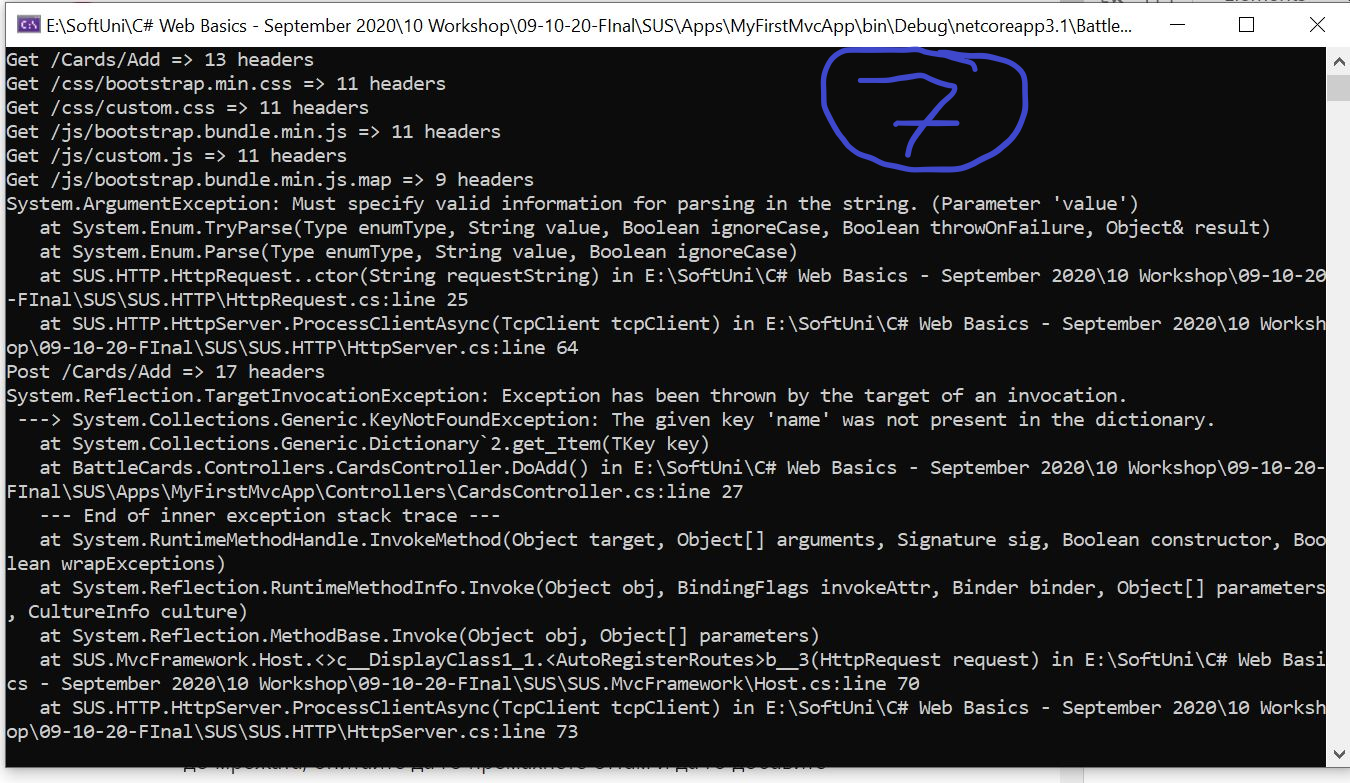 E:\SoftUni\C# Web Basics - September 2020\10 Workshop\09-10-20-FInal\SUS\Apps\MyFirstMvcApp\bin\Debug\netcoreapp3.1\Battle...
7
Get /Cards/Add => 13 headers
Get /css/bootstrap.min.css => 11 headers
Get /css/custom.css => 11 headers
Get /js/bootstrap.bundle.min.js => 11 headers
Get /js/custom.js => 11 headers
Get /js/bootstrap.bundle.min.js.map => 9 headers
System.ArgumentException: Must specify valid information for parsing in the string. (Parameter 'value')
   at System.Enum.TryParse(Type enumType, String value, Boolean ignoreCase, Boolean throwOnFailure, Object& result)
   at System.Enum.Parse(Type enumType, String value, Boolean ignoreCase)
   at SUS.HTTP.HttpRequest..ctor(String requestString) in E:\SoftUni\C# Web Basics - September 2020\10 Workshop\09-10-20
-FInal\SUS\SUS.HTTP\HttpRequest.cs:line 25
   at SUS.HTTP.HttpServer.ProcessClientAsync(TcpClient tcpClient) in E:\SoftUni\C# Web Basics - September 2020\10 Worksh
op\09-10-20-FInal\SUS\SUS.HTTP\HttpServer.cs:line 64
Post /Cards/Add => 17 headers
System.Reflection.TargetInvocationException: Exception has been thrown by the target of an invocation.
 ---> System.Collections.Generic.KeyNotFoundException: The given key 'name' was not present in the dictionary.
   at System.Collections.Generic.Dictionary`2.get_Item(TKey key)
   at BattleCards.Controllers.CardsController.DoAdd() in E:\SoftUni\C# Web Basics - September 2020\10 Workshop\09-10-20-
FInal\SUS\Apps\MyFirstMvcApp\Controllers\CardsController.cs:line 27
   --- End of inner exception stack trace ---
   at System.RuntimeMethodHandle.InvokeMethod(Object target, Object[] arguments, Signature sig, Boolean constructor, Boo
lean wrapExceptions)
   at System.Reflection.RuntimeMethodInfo.Invoke(Object obj, BindingFlags invokeAttr, Binder binder, Object[] parameters
, CultureInfo culture)
   at System.Reflection.MethodBase.Invoke(Object obj, Object[] parameters)
   at SUS.MvcFramework.Host.<>c__DisplayClass1_1.<AutoRegisterRoutes>b__3(HttpRequest request) in E:\SoftUni\C# Web Basi
cs - September 2020\10 Workshop\09-10-20-FInal\SUS\SUS.MvcFramework\Host.cs:line 70
   at SUS.HTTP.HttpServer.ProcessClientAsync(TcpClient tcpClient) in E:\SoftUni\C# Web Basics - September 2020\10 Worksh
op\09-10-20-FInal\SUS\SUS.HTTP\HttpServer.cs:line 73